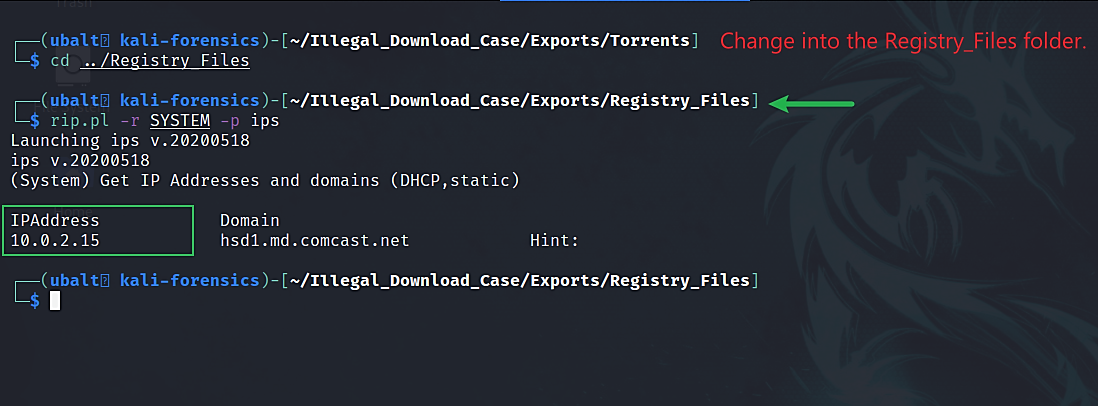 Trash
┌──(ubalt kali-forensics)-[~/Illegal_Download_Case/Exports/Torrents] Change into the Registry_Files folder.
└─$ cd ../Registry_Files
┌──(ubalt kali-forensics)-[~/Illegal_Download_Case/Exports/Registry_Files]
└─$ rip.pl -r SYSTEM -p ips
Launching ips v.20200518
ips v.20200518
(System) Get IP Addresses and domains (DHCP,static)
IPAddress Domain
10.0.2.15 hsd1.md.comcast.net Hint:
┌──(ubalt kali-forensics)-[~/Illegal_Download_Case/Exports/Registry_Files]
└─$